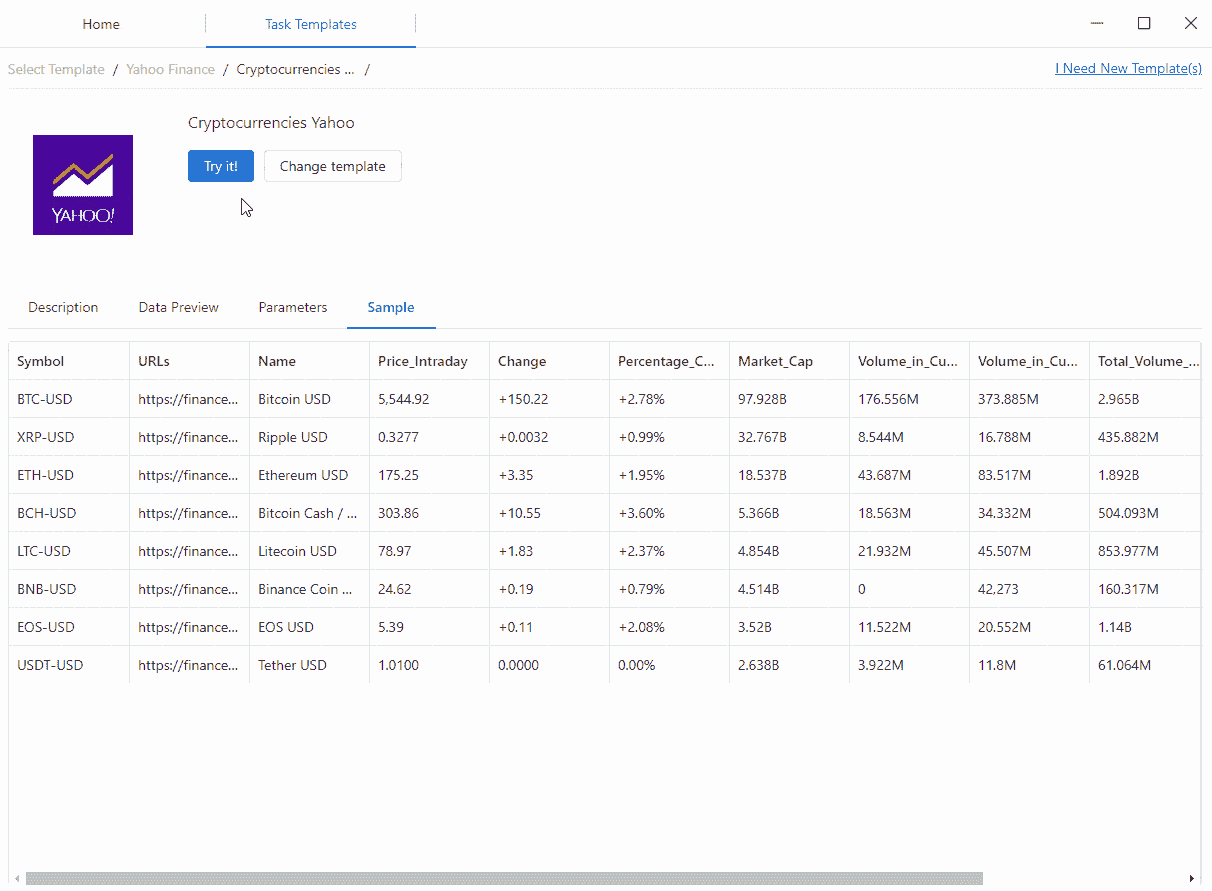 Home Task Templates
Select Template / Yahoo Finance / Cryptocurrencies ... / I Need New Template(s)
Cryptocurrencies Yahoo
Try it! Change template
YAHOO!
Description Data Preview Parameters Sample
Symbol URLs Name Price_Intraday Change Percentage_C... Market_Cap Volume_in_Cu... Volume_in_Cu... Total_Volume_...
BTC-USD https://finance... Bitcoin USD 5,544.92 +150.22 +2.78% 97.928B 176.556M 373.885M 2.965B
XRP-USD https://finance... Ripple USD 0.3277 +0.0032 +0.99% 32.767B 8.544M 16.788M 435.882M
ETH-USD https://finance... Ethereum USD 175.25 +3.35 +1.95% 18.537B 43.687M 83.517M 1.892B
BCH-USD https://finance... Bitcoin Cash / ... 303.86 +10.55 +3.60% 5.366B 18.563M 34.332M 504.093M
LTC-USD https://finance... Litecoin USD 78.97 +1.83 +2.37% 4.854B 21.932M 45.507M 853.977M
BNB-USD https://finance... Binance Coin ... 24.62 +0.19 +0.79% 4.514B 0 42,273 160.317M
EOS-USD https://finance... EOS USD 5.39 +0.11 +2.08% 3.52B 11.522M 20.552M 1.14B
USDT-USD https://finance... Tether USD 1.0100 0.0000 0.00% 2.638B 3.922M 11.8M 61.064M